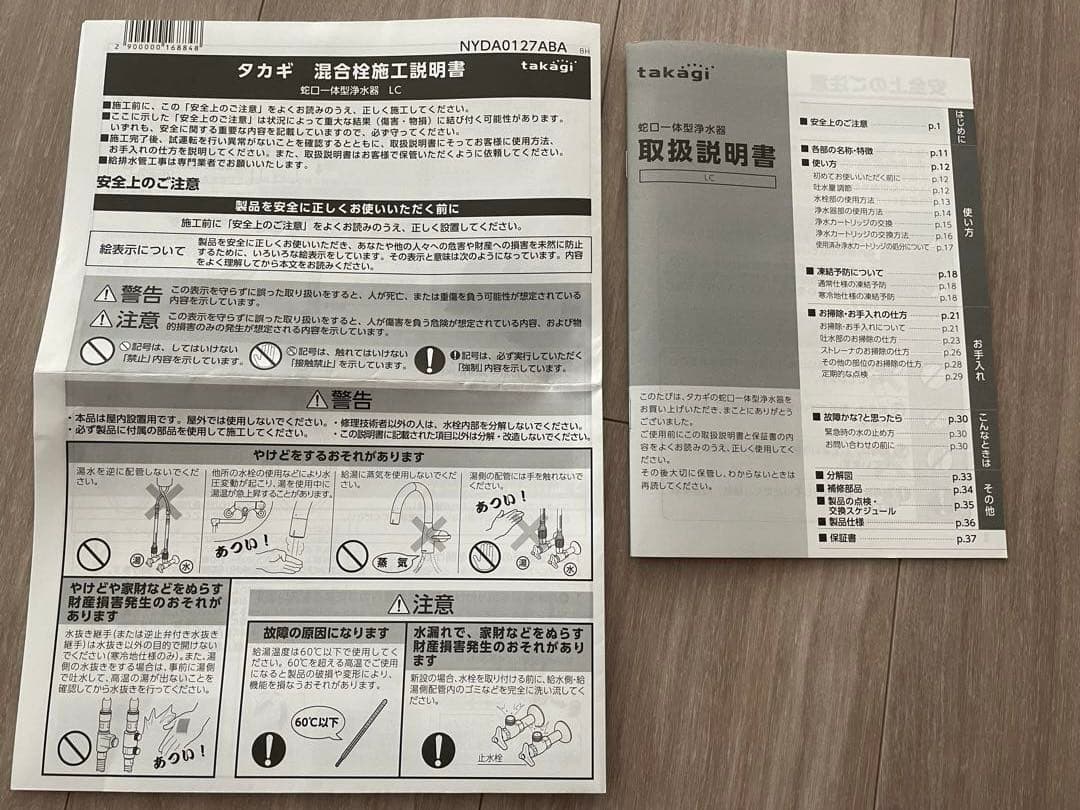 2 900000 168848
NYDA0127ABA
BH
タカギ 混合栓施工説明書
takagi
蛇口一体型浄水器 LC
■施工前に、この「安全上のご注意」をよくお読みのうえ、正しく施工してください。
■ここに示した「安全上のご注意」は状況によって重大な結果（傷害・物損）に結び付く可能性があります。
いずれも、安全に関する重要な内容を記載していますので、必ず守ってください。
■施工完了後、試運転を行い異常がないことを確認するとともに、取扱説明書にそってお客様に使用方法、
お手入れの仕方を説明してください。また、取扱説明書はお客様で保管いただくように依頼してください。
■給排水管工事は専門業者でお願いいたします。
安全上のご注意
製品を安全に正しくお使いいただく前に
施工前に「安全上のご注意」をよくお読みのうえ、正しく設置してください。
絵表示について
製品を安全に正しくお使いいただき、あなたや他の人々への危害や財産への損害を未然に防止
するために、いろいろな絵表示をしています。その表示と意味は次のようになっています。内容
をよく理解してから本文をお読みください。
警告
この表示を守らずに誤った取り扱いをすると、人が死亡、または重傷を負う可能性が想定されている
内容を示しています。
注意
この表示を守らずに誤った取り扱いをすると、人が傷害を負う危険が想定されている内容、および物
的損害のみの発生が想定される内容を示しています。
記号は、してはいけない
「禁止」内容を示しています。
記号は、触れてはいけない
「接触禁止」を示しています。
記号は、必ず実行していただく
「強制」内容を示しています。
警告
・本品は屋内設置用です。屋外では使用しないでください。
・必ず製品に付属の部品を使用して施工してください。
・修理技術者以外の人は、水栓内部を分解しないでください。
・この説明書に記載された項目以外は分解・改造しないでください。
やけどをするおそれがあります
湯水を逆に配管しないでくだ
さい。
湯
水
他所の水栓の使用などにより水
圧変動が起こり、湯を使用中に
湯温が急上昇することがあります。
あつい!
給湯に蒸気を使用しないでくだ
さい。
蒸気
湯側の配管には手を触れないで
ください。
あつい!
湯
水
やけどや家財などをぬらす
財産損害発生のおそれが
あります
水抜き継手（または逆止弁付き水抜き
継手）は水抜き以外の目的で開けない
でください（寒冷地仕様のみ）。また、湯
側の水抜きをする場合は、事前に湯側
で吐水し、高温の湯が出ないことを
確認してから水抜きを行ってください。
あつい!
注意
故障の原因になります
給湯温度は60℃以下で使用してく
ださい。60℃を超える高温でご使用
になると製品の破損や変形により、
機能を損なうおそれがあります。
60℃以下
水漏れで、家財などをぬらす
財産損害発生のおそれがあり
ます
新設の場合、水栓を取り付ける前に、給水側・給
湯側配管内のゴミなどを完全に洗い流してくだ
さい。
止水栓
takagi
蛇口一体型浄水器
取扱説明書
LC
このたびは、タカギの蛇口一体型浄水器を
お買い上げいただき、まことにありがとう
ございました。
ご使用前にこの取扱説明書と保証書の内
容をよくお読みのうえ、正しく使用してく
ださい。
その後大切に保管し、わからないときは
再読してください。
■ 安全上のご注意 p.1
■ 各部の名称・特徴 p.11
■ 使い方 p.12
初めてお使いいただく前に p.12
吐水量調節 p.12
水栓部の使用方法 p.13
浄水器部の使用方法 p.14
浄水カートリッジの交換 p.15
浄水カートリッジの交換方法 p.16
使用済み浄水カートリッジの処分について p.17
■ 凍結予防について p.18
通常仕様の凍結予防 p.18
寒冷地仕様の凍結予防 p.18
■ お掃除・お手入れの仕方 p.21
お掃除・お手入れについて p.21
吐水部のお掃除の仕方 p.23
ストレーナのお掃除の仕方 p.26
その他の部位のお掃除の仕方 p.28
定期的な点検 p.29
■ 故障かな?と思ったら p.30
緊急時の水の止め方 p.30
お問い合わせの前に p.30
■ 分解図 p.33
■ 補修部品 p.34
■ 製品の点検・
交換スケジュール p.35
■ 製品仕様 p.36
■ 保証書 p.37
はじめに
使い方
お手入れ
こんなときは
その他